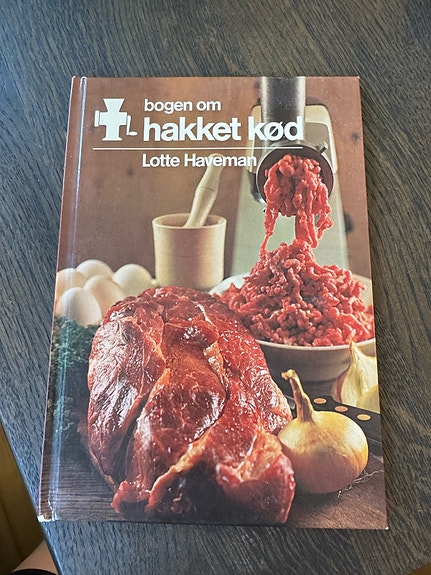 bogen om
hakket kød
Lotte Haveman